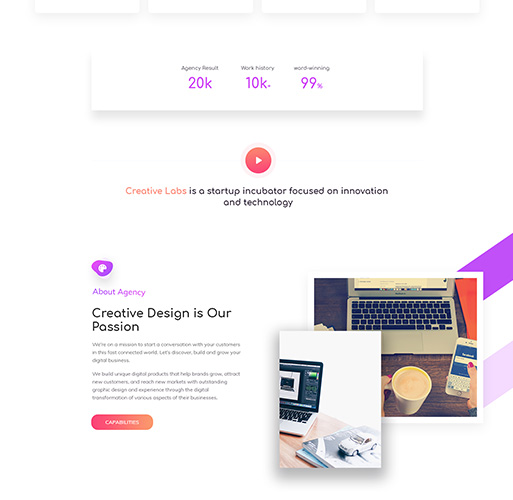 Agency Result
Work history
ward-winning
20k
10k+
99%
Creative Labs is a startup incubator focused on innovation
and technology
About Agency
Creative Design is Our
Passion
We're on a mission to start a conversation with your customers
in this fast connected world. Let's discover, build and grow your
digital business.
We build unique digital products that help brands grow, attract
new customers, and reach new markets with outstanding
graphic design and experience through the digital
transformation of various aspects of their businesses.
CAPABILITIES
facebook